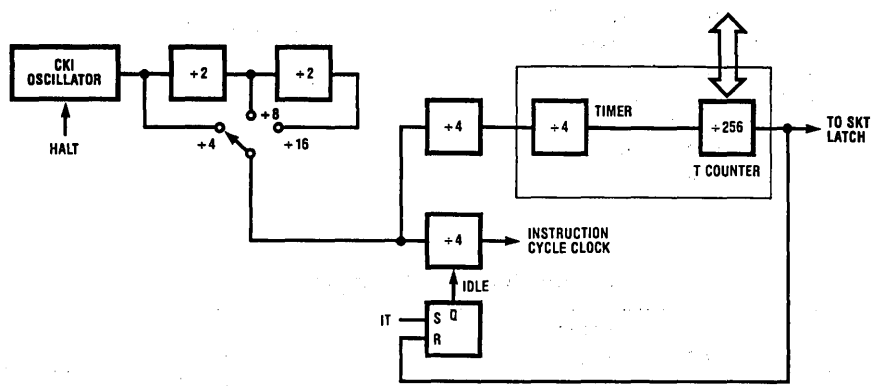 CKI
OSCILLATOR
÷2
÷2
HALT
÷4
÷8
÷16
÷4
÷4
TIMER
÷256
T COUNTER
TO SKT
LATCH
÷4
INSTRUCTION
CYCLE CLOCK
IDLE
IT
S Q
R